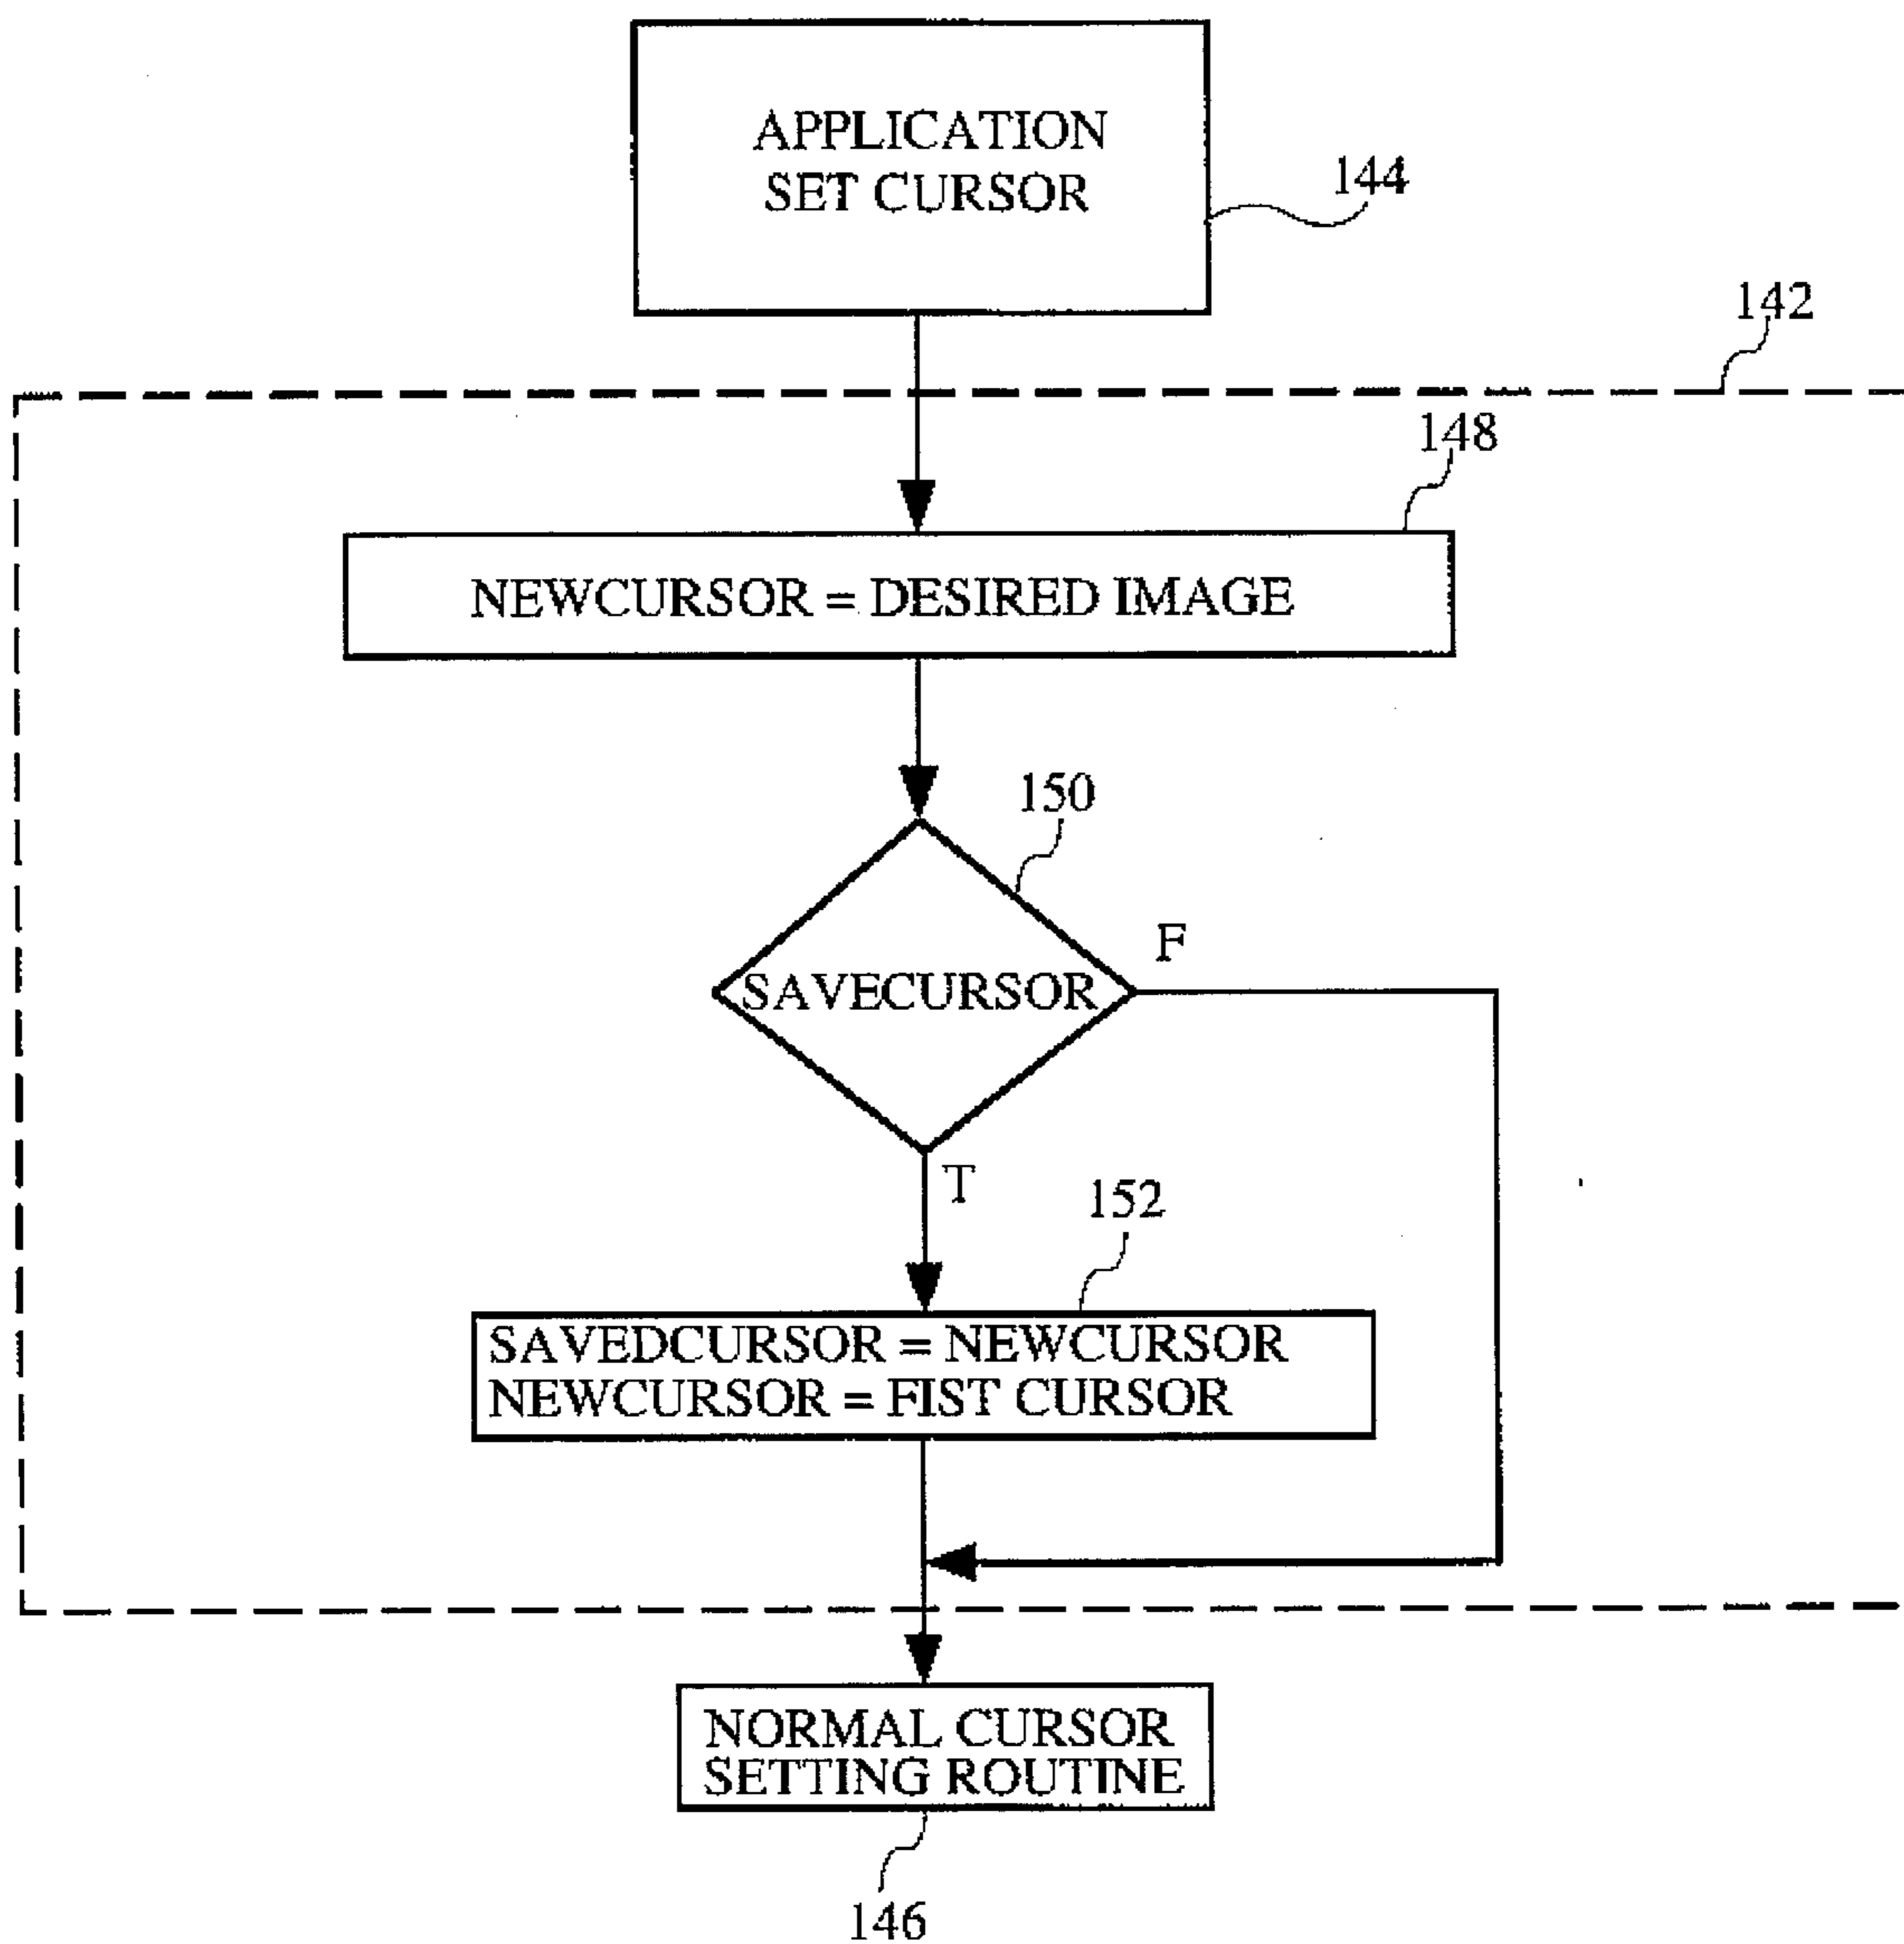 APPLICATION
SET CURSOR
144
142
148
NEWCURSOR = DESIRED IMAGE
150
F
SAVECURSOR
T
152
SAVEDCURSOR = NEWCURSOR
NEWCURSOR = FIST CURSOR
NORMAL CURSOR
SETTING ROUTINE
146